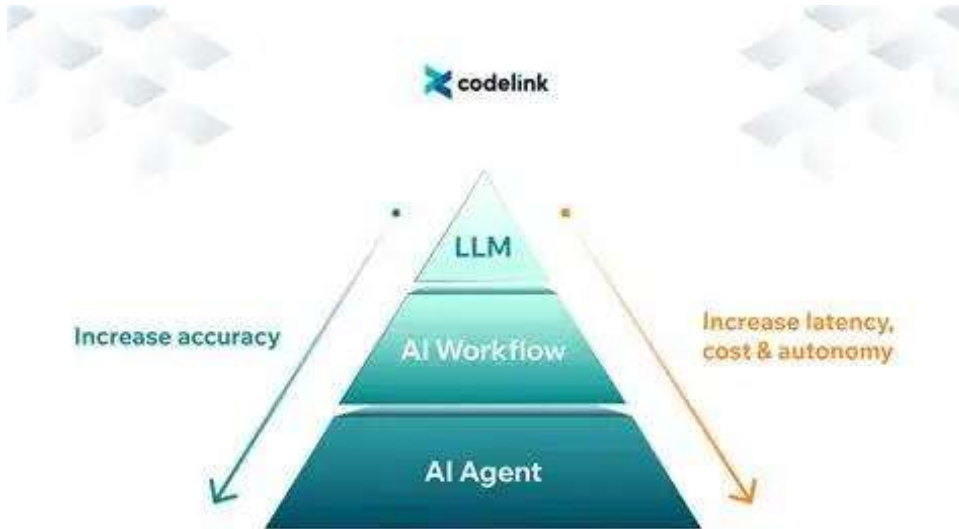 codelink
LLM
Increase accuracy
AI Workflow
Increase latency,
cost & autonomy
AI Agent